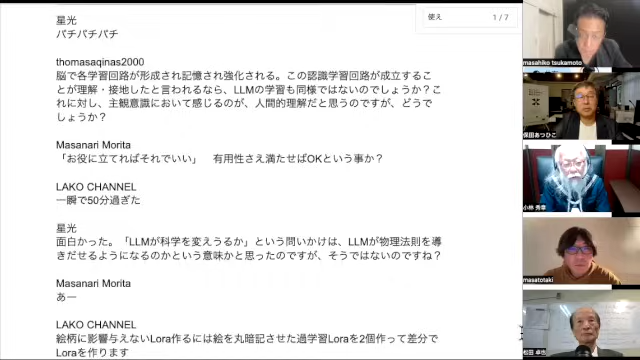 星光
パチパチパチ
thomasaqinas2000
脳で各学習回路が形成され記憶され強化される。この認識学習回路が成立するこ
とが理解・接地したと言われるなら、LLMの学習も同様ではないのでしょうか？こ
れに対し、主観意識において感じるのが、人間的理解だと思うのですが、どうで
しょうか？
Masanari Morita
「お役に立てればそれでいい」　有用性さえ満たせばOKという事か？
LAKO CHANNEL
一瞬で50分過ぎた
星光
面白かった。「LLMが科学を変えうるか」という問いかけは、LLMが物理法則を導
きだせるようになるのかという意味かと思ったのですが、そうではないのですね？
Masanari Morita
あー
LAKO CHANNEL
絵柄に影響与えないLora作るには絵を丸暗記させた過学習Loraを2個作って差分で
Loraを作ります
使え
1 / 7
masahiko tsukamoto
保田あつひこ
小林 秀章
masatotaki
松田 卓也